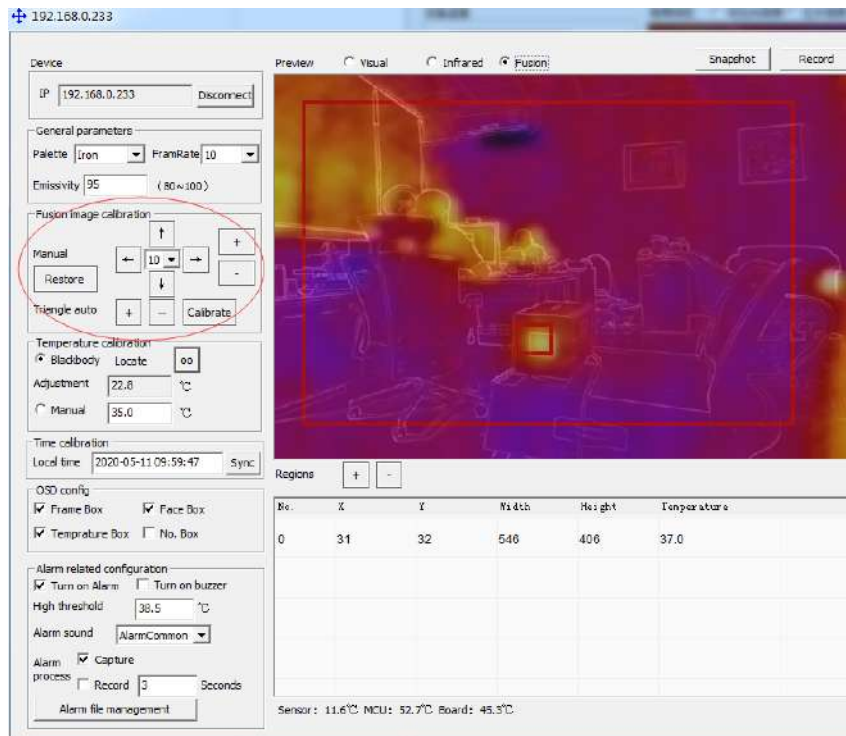 192.168.0.233
Device
Preview Visual Infrared Fusion Snapshot Record
IP 192.168.0.233 Disconnect
General parameters
Palette Iron FramRate 10
Emissivity 95 (80~100)
Fusion image calibration
↑ +
Manual ← 10 → -
Restore ↓
Triangle auto + - Calibrate
Temperature calibration
Blackbody Locate oo
Adjustment 22.8 ℃
Manual 35.0 ℃
Time calibration
Local time 2020-05-11 09:59:47 Sync
Regions + -
OSD config
Frame Box Face Box
Temprature Box No. Box
No. X Y Width Height Temperature
0 31 32 546 406 37.0
Alarm related configuration
Turn on Alarm Turn on buzzer
High threshold 38.5 ℃
Alarm sound AlarmCommon
Alarm process Capture
Record 3 Seconds
Alarm file management
Sensor: 11.6℃ MCU: 52.7℃ Board: 45.3℃